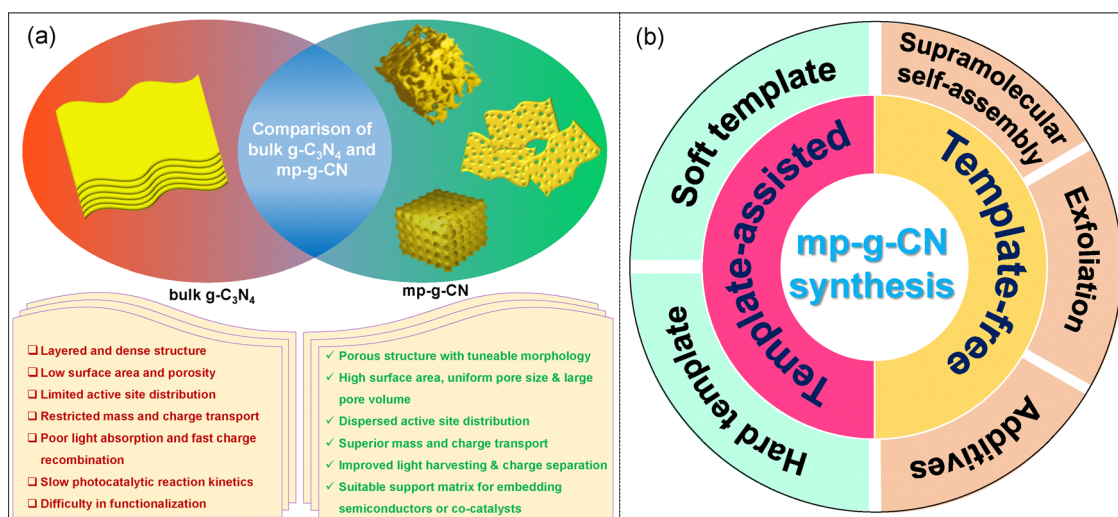 (a)
Comparison of
bulk g-C₃N₄ and
mp-g-CN
bulk g-C₃N₄
mp-g-CN
❑ Layered and dense structure
❑ Low surface area and porosity
❑ Limited active site distribution
❑ Restricted mass and charge transport
❑ Poor light absorption and fast charge
recombination
❑ Slow photocatalytic reaction kinetics
❑ Difficulty in functionalization
✓ Porous structure with tuneable morphology
✓ High surface area, uniform pore size & large
pore volume
✓ Dispersed active site distribution
✓ Superior mass and charge transport
✓ Improved light harvesting & charge separation
✓ Suitable support matrix for embedding
semiconductors or co-catalysts
(b)
Soft template
Hard template
Template-assisted
mp-g-CN
synthesis
Template-free
Supramolecular
self-assembly
Exfoliation
Additives